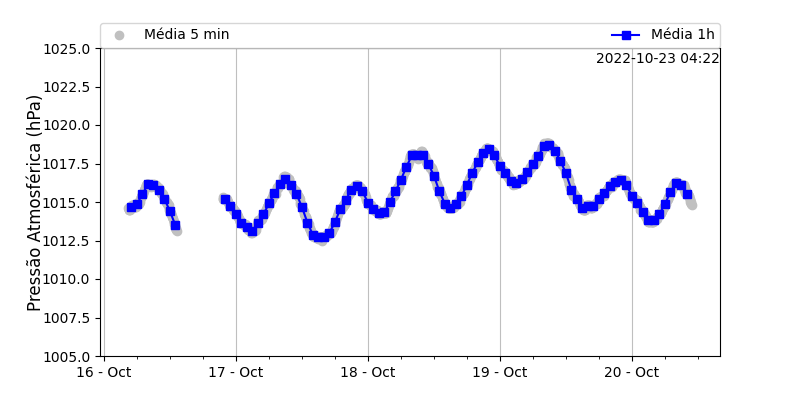 Média 5 min
Média 1h
2022-10-23 04:22
Pressão Atmosférica (hPa)
1025.0
1022.5
1020.0
1017.5
1015.0
1012.5
1010.0
1007.5
1005.0
16 - Oct
17 - Oct
18 - Oct
19 - Oct
20 - Oct